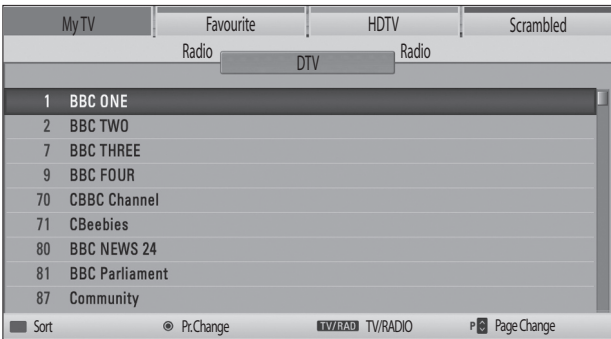 My TV Favourite HDTV Scrambled
Radio DTV Radio
1 BBC ONE
2 BBC TWO
7 BBC THREE
9 BBC FOUR
70 CBBC Channel
71 CBeebies
80 BBC NEWS 24
81 BBC Parliament
87 Community
Sort Pr.Change TV/RAD TV/RADIO P Page Change